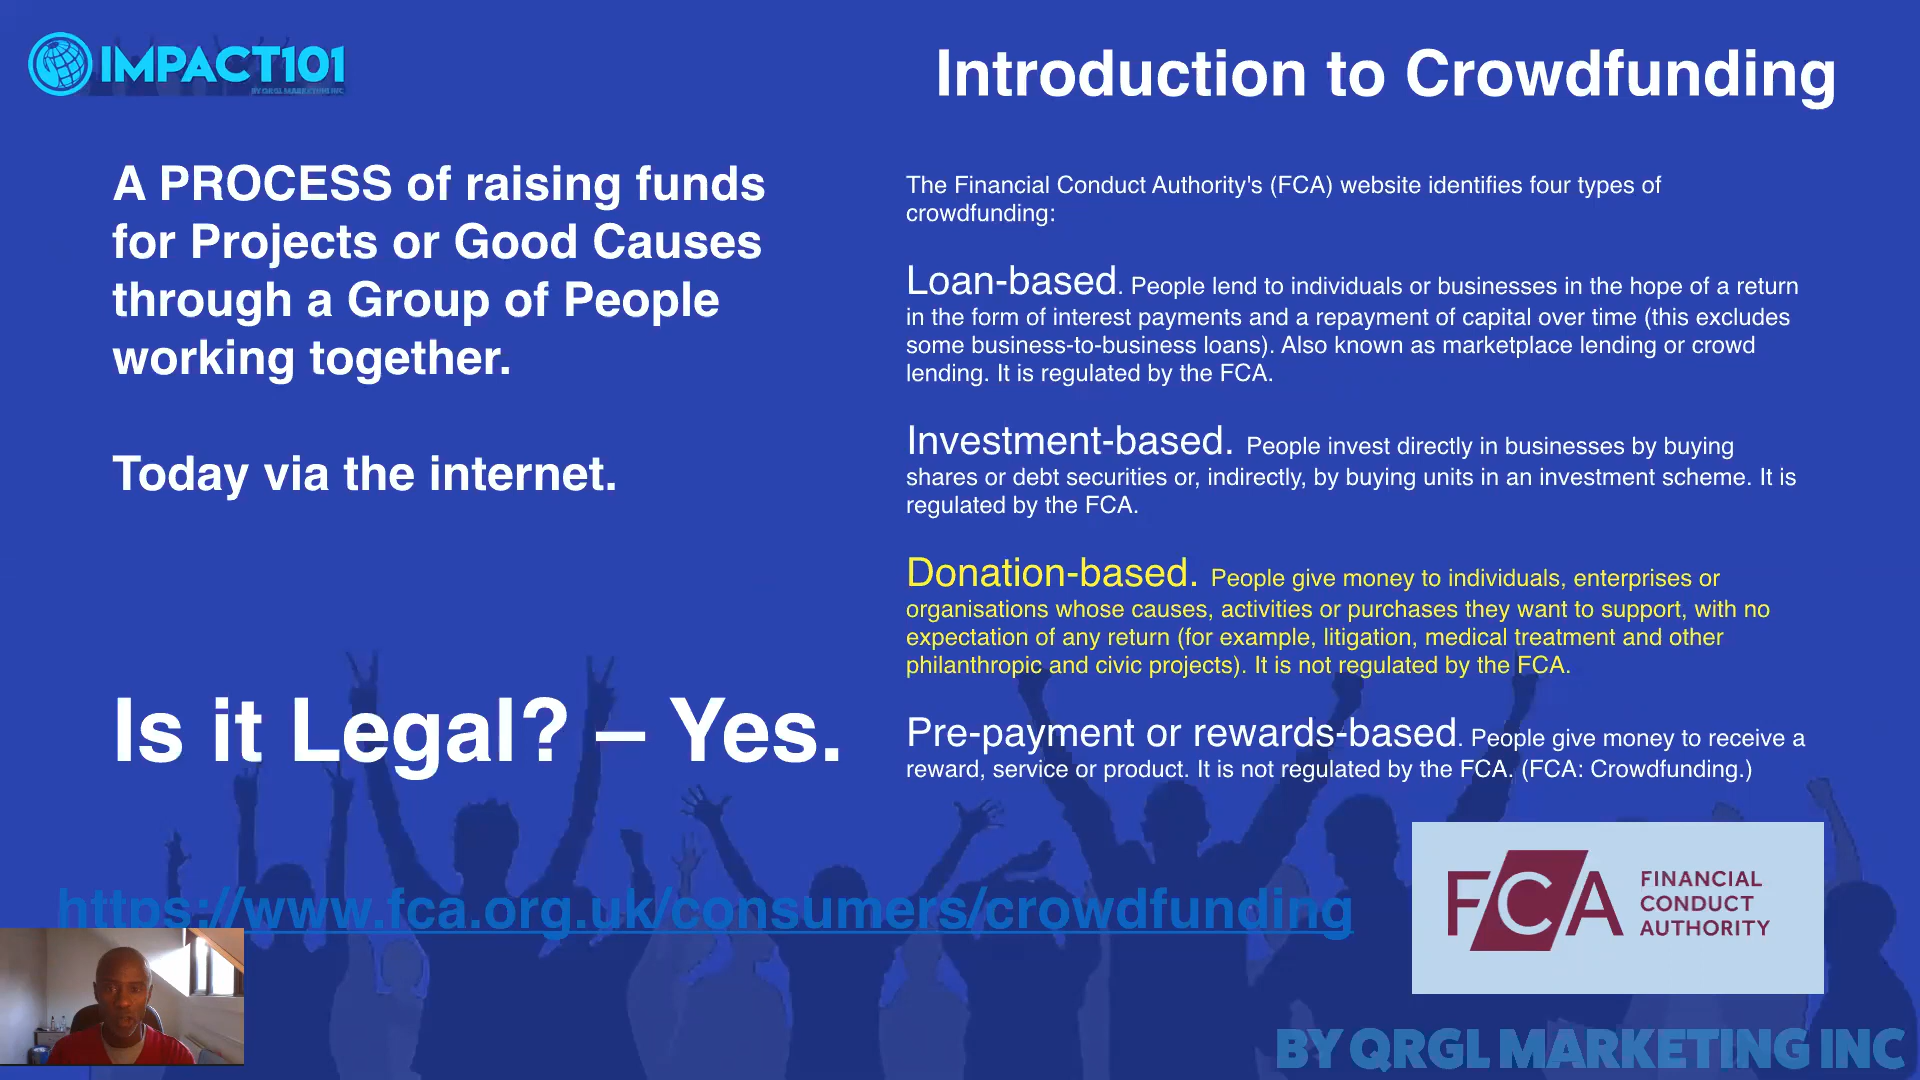 IMPACT101
BY QRGL MARKETING INC
Introduction to Crowdfunding
A PROCESS of raising funds
for Projects or Good Causes
through a Group of People
working together.
Today via the internet.
Is it Legal? – Yes.
The Financial Conduct Authority's (FCA) website identifies four types of
crowdfunding:
Loan-based. People lend to individuals or businesses in the hope of a return
in the form of interest payments and a repayment of capital over time (this excludes
some business-to-business loans). Also known as marketplace lending or crowd
lending. It is regulated by the FCA.
Investment-based. People invest directly in businesses by buying
shares or debt securities or, indirectly, by buying units in an investment scheme. It is
regulated by the FCA.
Donation-based. People give money to individuals, enterprises or
organisations whose causes, activities or purchases they want to support, with no
expectation of any return (for example, litigation, medical treatment and other
philanthropic and civic projects). It is not regulated by the FCA.
Pre-payment or rewards-based. People give money to receive a
reward, service or product. It is not regulated by the FCA. (FCA: Crowdfunding.)
https://www.fca.org.uk/consumers/crowdfunding
FCA
FINANCIAL
CONDUCT
AUTHORITY
BY QRGL MARKETING INC